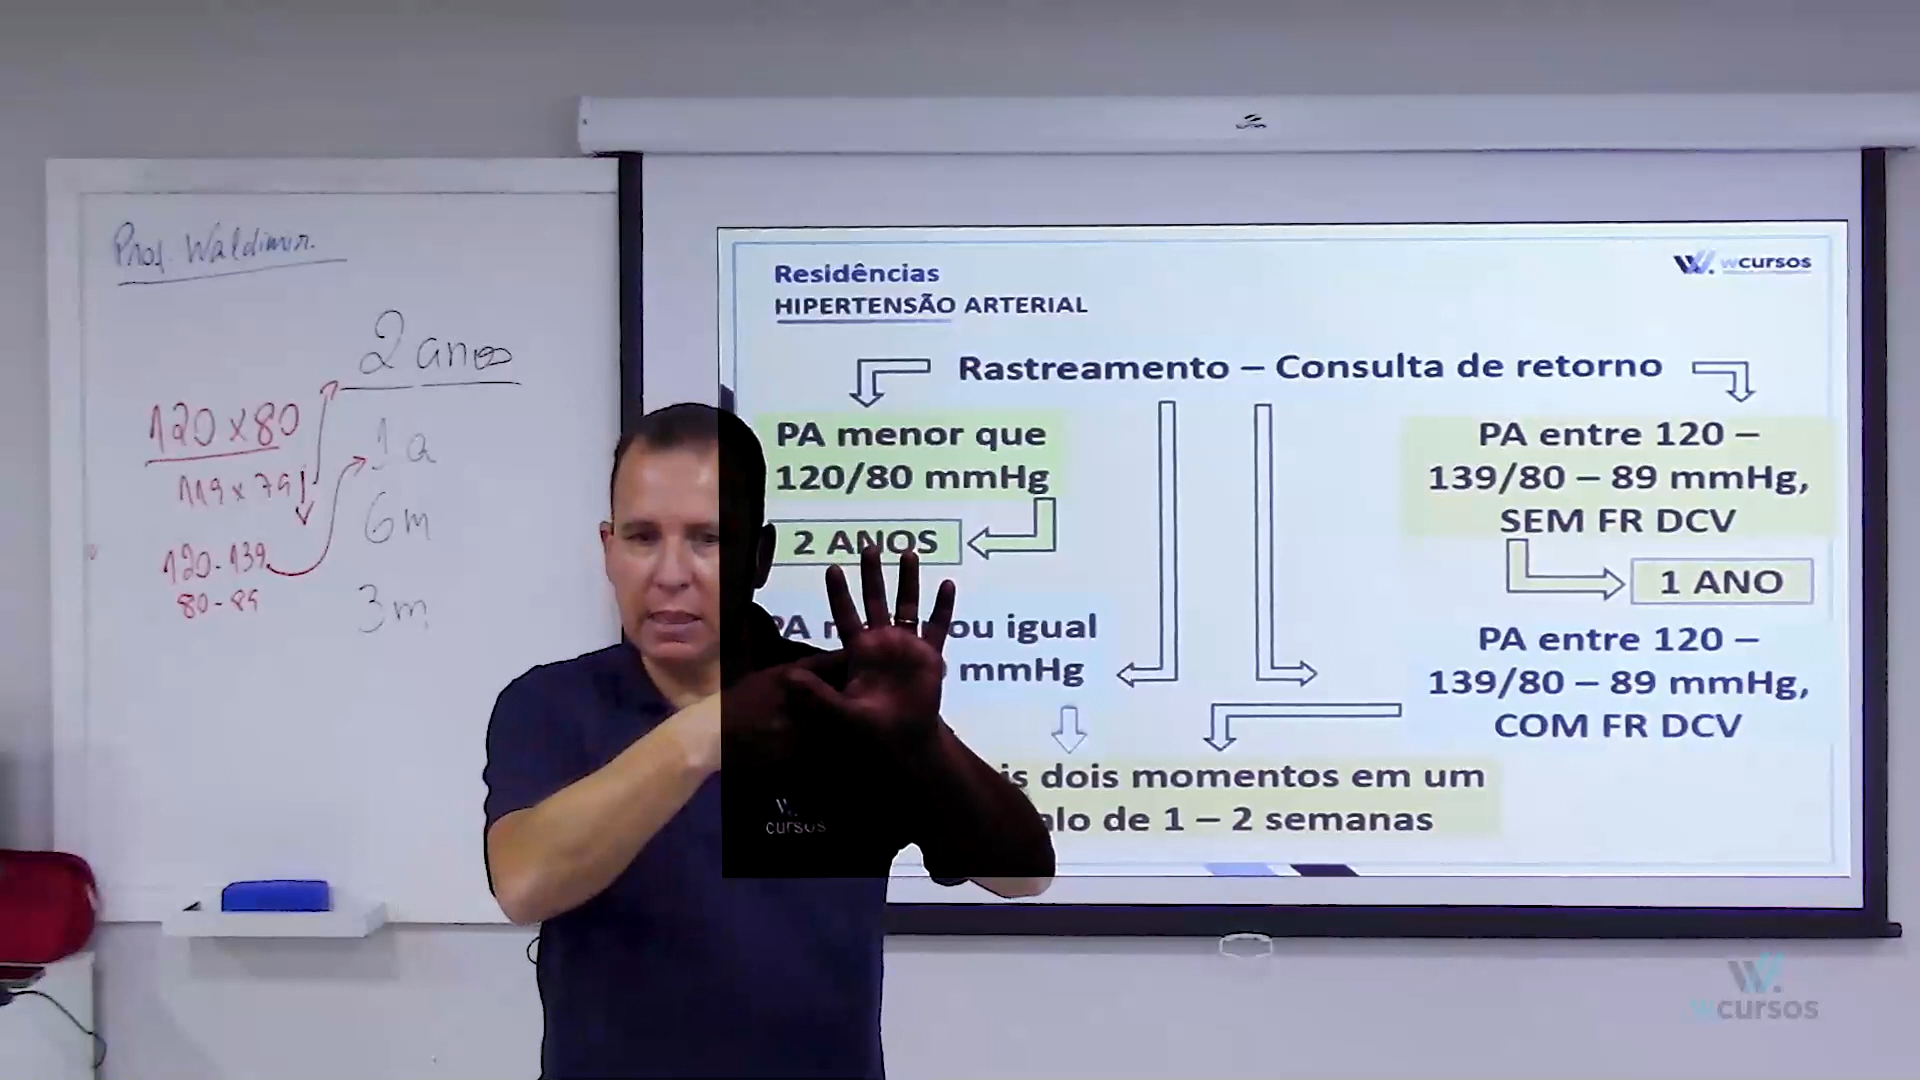 Prof. Waldimir.
2 anos
120 x 80
119 x 79
1 a
6 m
120-139
80-89
3 m
wcursos
Residências
HIPERTENSÃO ARTERIAL
Rastreamento – Consulta de retorno
PA menor que
120/80 mmHg
2 ANOS
PA entre 120 –
139/80 – 89 mmHg,
SEM FR DCV
1 ANO
ou igual
mmHg
PA entre 120 –
139/80 – 89 mmHg,
COM FR DCV
dois momentos em um
de 1 – 2 semanas
W.
cursos
wcursos